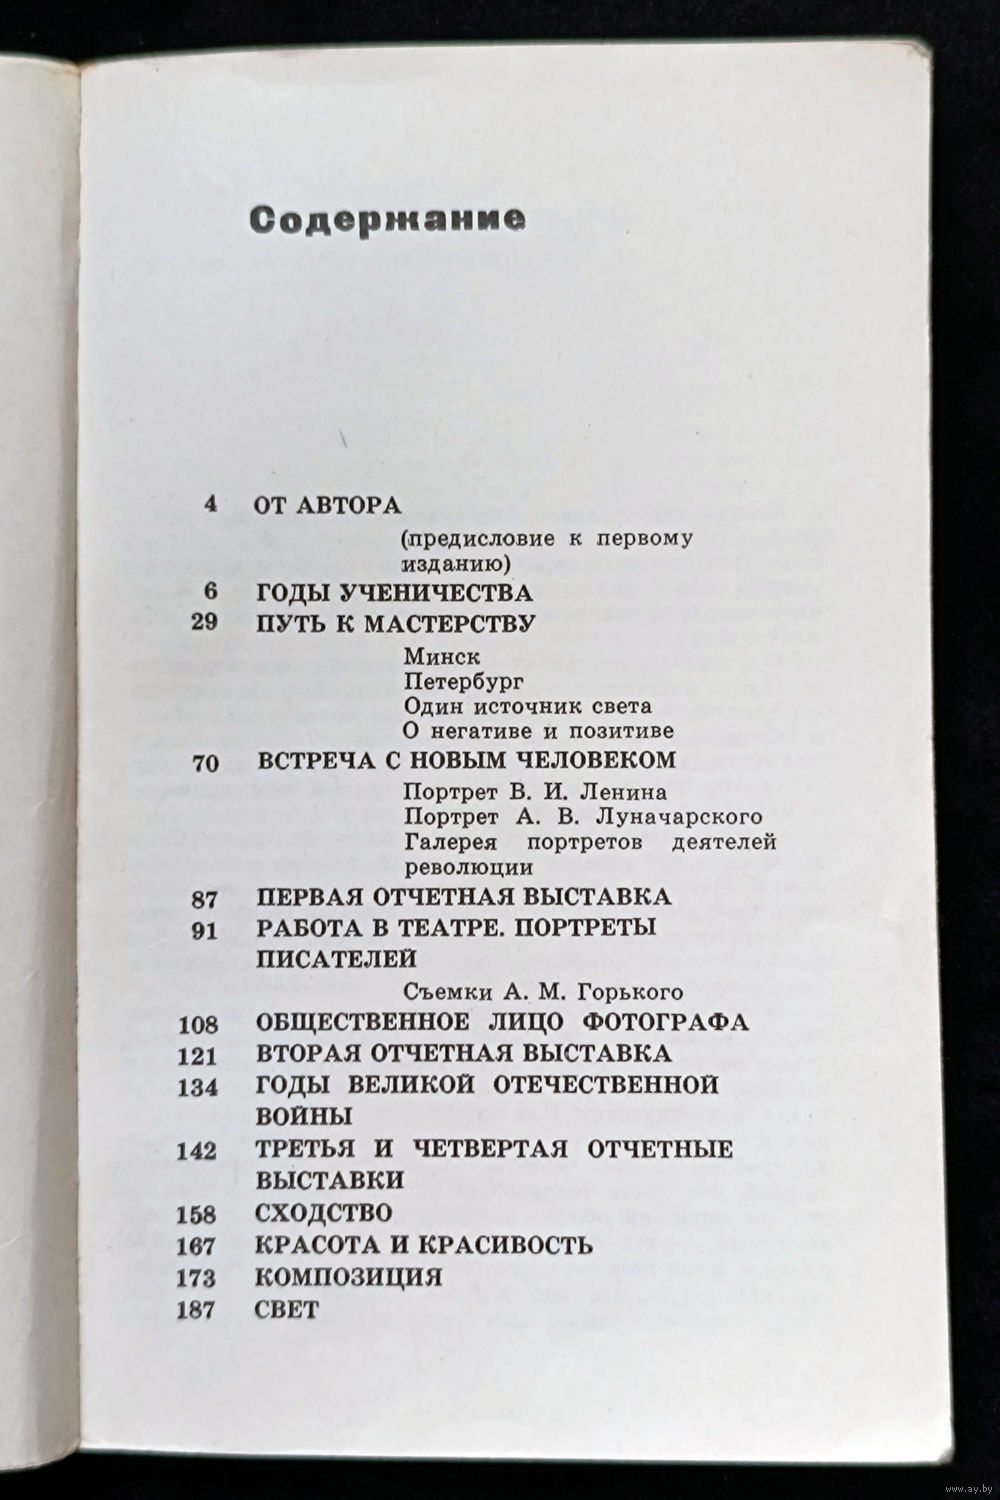 Содержание
4 ОТ АВТОРА
(предисловие к первому
изданию)
6 ГОДЫ УЧЕНИЧЕСТВА
29 ПУТЬ К МАСТЕРСТВУ
Минск
Петербург
Один источник света
О негативе и позитиве
70 ВСТРЕЧА С НОВЫМ ЧЕЛОВЕКОМ
Портрет В. И. Ленина
Портрет А. В. Луначарского
Галерея портретов деятелей
революции
87 ПЕРВАЯ ОТЧЕТНАЯ ВЫСТАВКА
91 РАБОТА В ТЕАТРЕ. ПОРТРЕТЫ
ПИСАТЕЛЕЙ
Съемки А. М. Горького
108 ОБЩЕСТВЕННОЕ ЛИЦО ФОТОГРАФА
121 ВТОРАЯ ОТЧЕТНАЯ ВЫСТАВКА
134 ГОДЫ ВЕЛИКОЙ ОТЕЧЕСТВЕННОЙ
ВОЙНЫ
142 ТРЕТЬЯ И ЧЕТВЕРТАЯ ОТЧЕТНЫЕ
ВЫСТАВКИ
158 СХОДСТВО
167 КРАСОТА И КРАСИВОСТЬ
173 КОМПОЗИЦИЯ
187 СВЕТ
www.ay.by